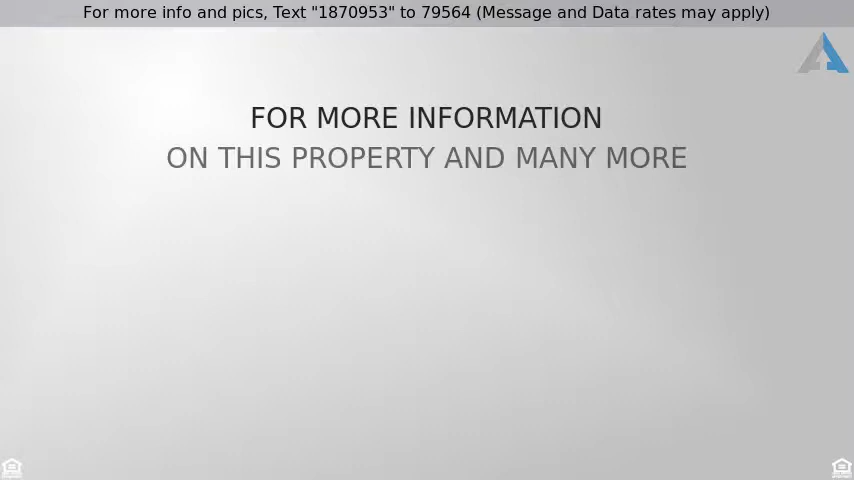 For more info and pics, Text "1870953" to 79564 (Message and Data rates may apply)
FOR MORE INFORMATION
ON THIS PROPERTY AND MANY MORE